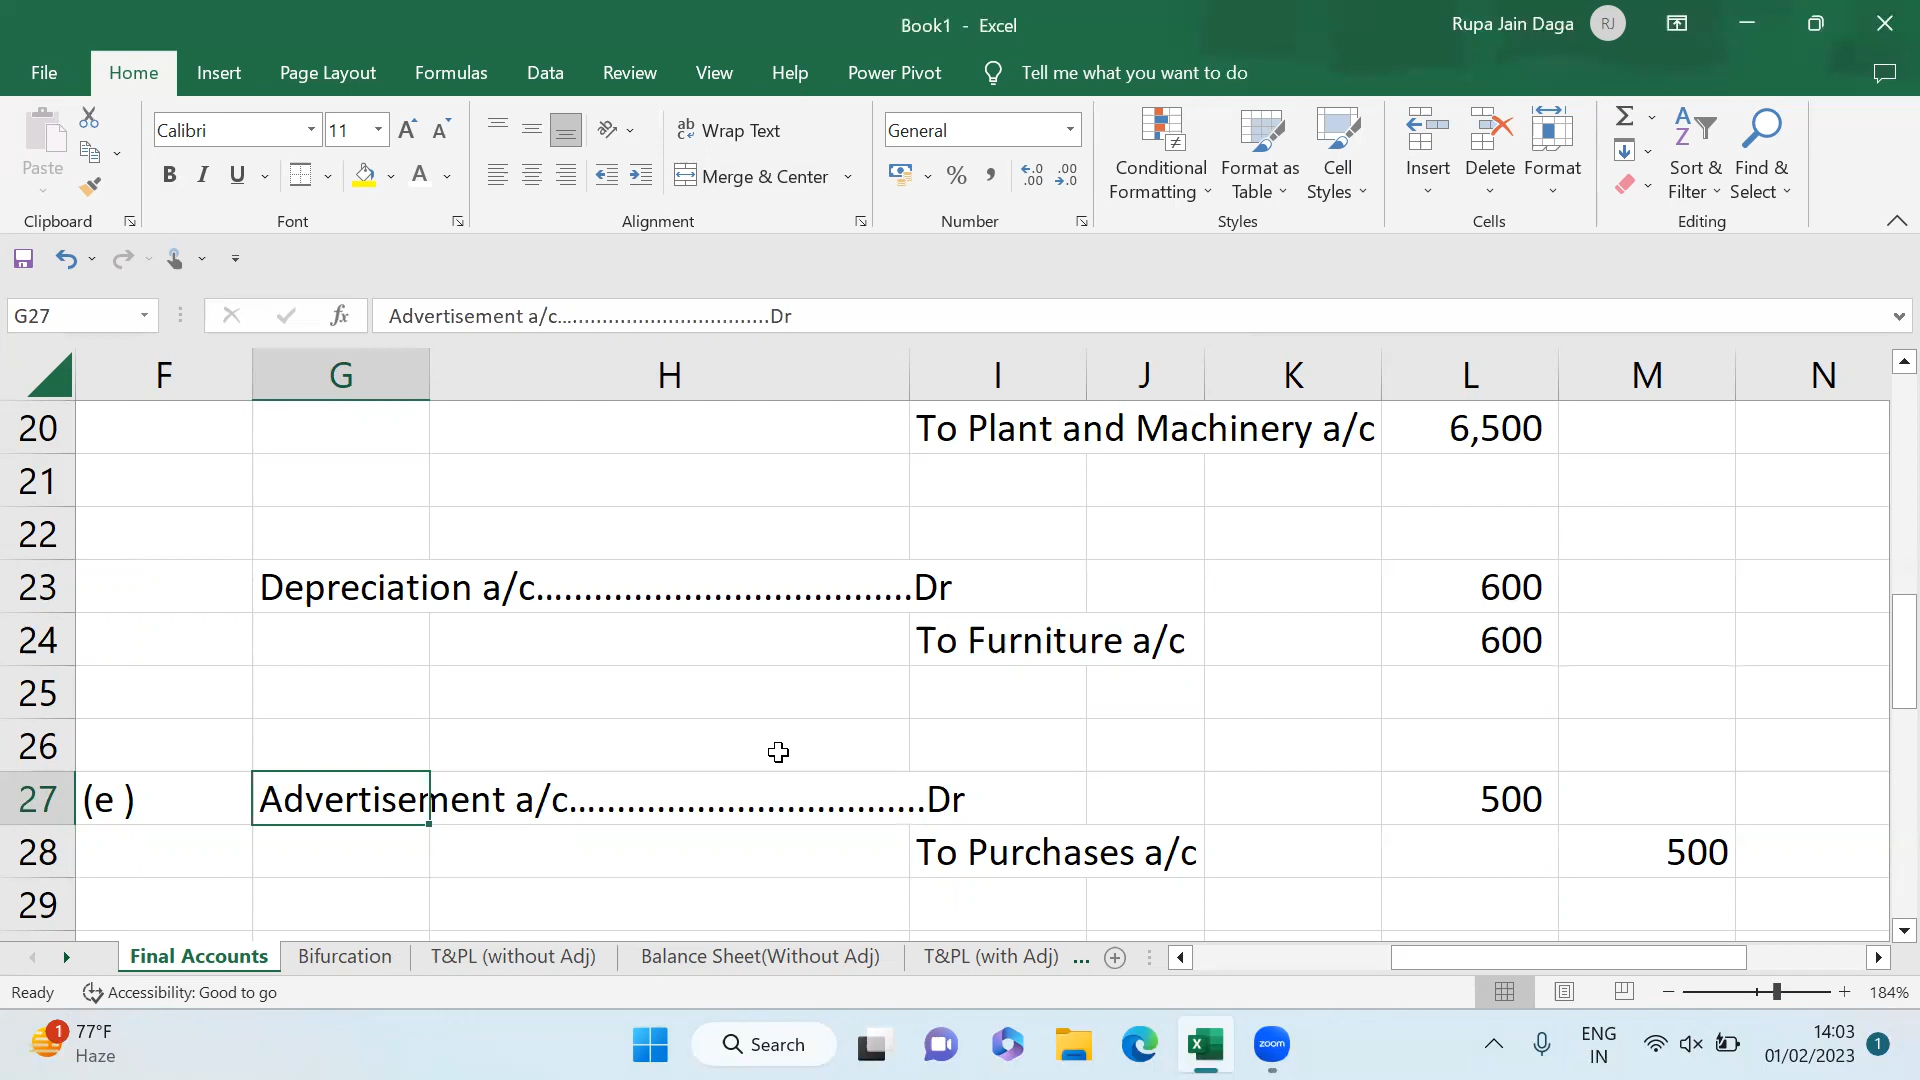 Book1 - Excel
Rupa Jain Daga RJ
File Home Insert Page Layout Formulas Data Review View Help Power Pivot Tell me what you want to do
Paste
Clipboard
Calibri 11
B I U
Font
Wrap Text
Merge & Center
Alignment
General
Number
Conditional Formatting
Format as Table
Cell Styles
Styles
Insert Delete Format
Cells
Sort & Filter
Find & Select
Editing
G27 fx Advertisement a/c...................................Dr
F G H I J K L M N
20 To Plant and Machinery a/c 6,500
21
22
23 Depreciation a/c.....................................Dr 600
24 To Furniture a/c 600
25
26
27 (e ) Advertisement a/c...................................Dr 500
28 To Purchases a/c 500
29
Final Accounts Bifurcation T&PL (without Adj) Balance Sheet(Without Adj) T&PL (with Adj) ...
Ready Accessibility: Good to go 184%
1 77°F
Haze
Search
zoom
ENG
IN
14:03
01/02/2023
1